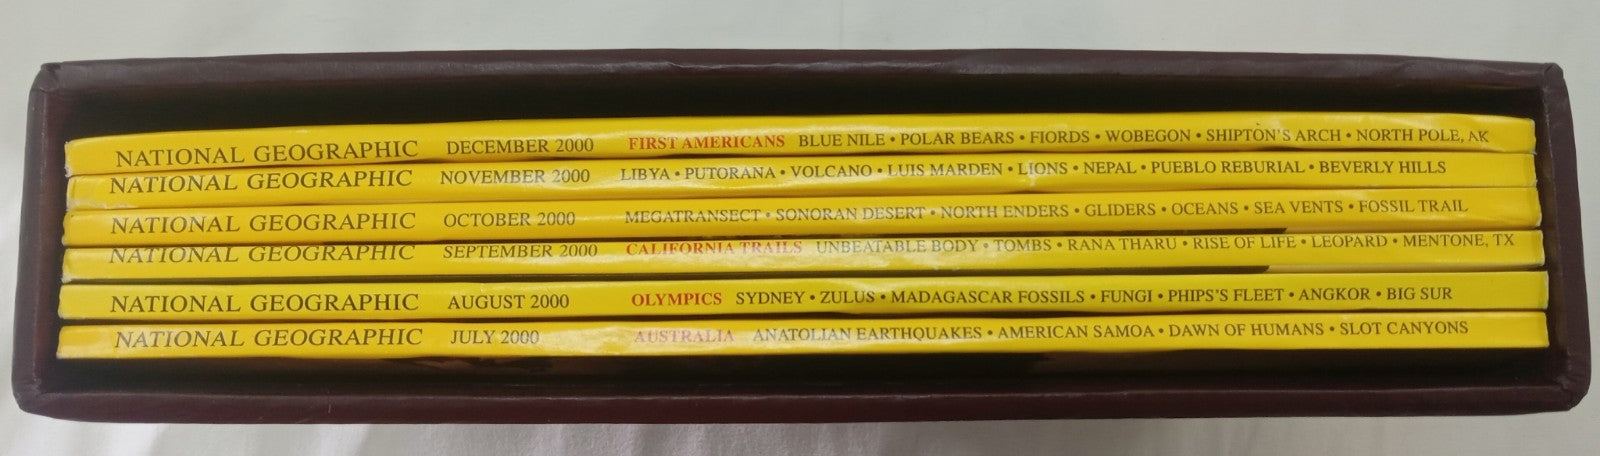 NATIONAL GEOGRAPHIC DECEMBER 2000 FIRST AMERICANS BLUE NILE • POLAR BEARS • FIORDS • WOBEGON • SHIPTON'S ARCH • NORTH POLE, AK
NATIONAL GEOGRAPHIC NOVEMBER 2000 LIBYA • PUTORANA • VOLCANO • LUIS MARDEN • LIONS • NEPAL • PUEBLO REBURIAL • BEVERLY HILLS
NATIONAL GEOGRAPHIC OCTOBER 2000 MEGATRANSECT • SONORAN DESERT • NORTH ENDERS • GLIDERS • OCEANS • SEA VENTS • FOSSIL TRAIL
NATIONAL GEOGRAPHIC SEPTEMBER 2000 CALIFORNIA TRAILS UNBEATABLE BODY • TOMBS • RANA THARU • RISE OF LIFE • LEOPARD • MENTONE, TX
NATIONAL GEOGRAPHIC AUGUST 2000 OLYMPICS SYDNEY • ZULUS • MADAGASCAR FOSSILS • FUNGI • PHIPS'S FLEET • ANGKOR • BIG SUR
NATIONAL GEOGRAPHIC JULY 2000 AUSTRALIA ANATOLIAN EARTHQUAKES • AMERICAN SAMOA • DAWN OF HUMANS • SLOT CANYONS